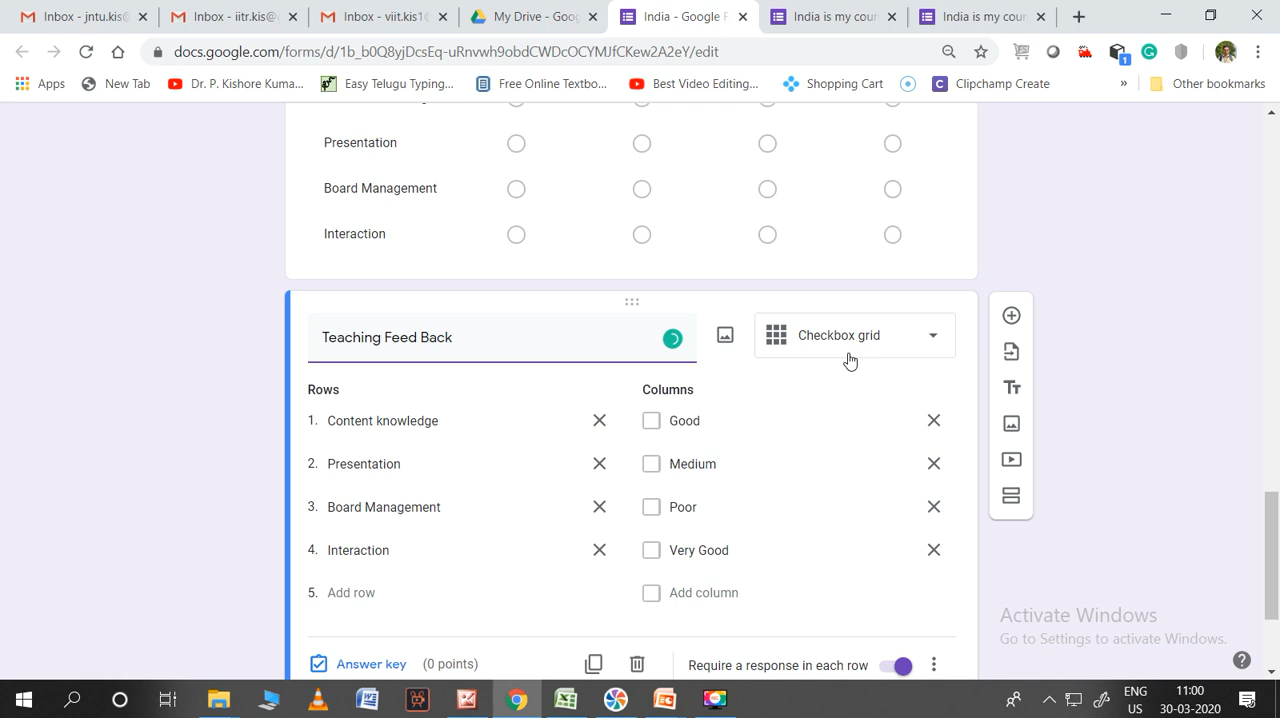 Inbox - jntu.kis@
Inbox - iitr.kis@
Inbox - viit.kis1
My Drive - Goog
India - Google F
India is my cour
India is my cour
docs.google.com/forms/d/1b_b0Q8yjDcsEq-uRnvwh9obdCWDcOCYMJfCKew2A2eY/edit
Apps
New Tab
Dr. P. Kishore Kuma...
Easy Telugu Typing...
Free Online Textbo...
Best Video Editing...
Shopping Cart
Clipchamp Create
»
Other bookmarks
Presentation
Board Management
Interaction
Teaching Feed Back
Checkbox grid
Rows
Columns
1. Content knowledge
Good
2. Presentation
Medium
3. Board Management
Poor
4. Interaction
Very Good
5. Add row
Add column
Answer key (0 points)
Require a response in each row
Activate Windows
Go to Settings to activate Windows.
ENG
US
11:00
30-03-2020